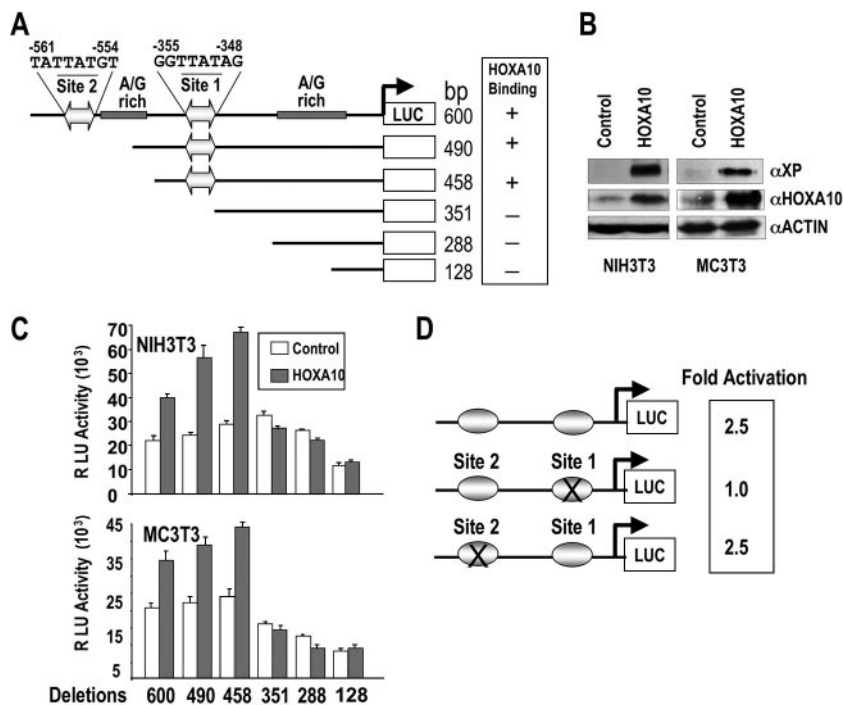 A
-561 -554 -355 -348
TATTATGT GGTTATAG
Site 2 A/G rich Site 1 A/G rich
LUC
bp
600
490
458
351
288
128
HOXA10 Binding
+
+
+
–
–
–
B
Control HOXA10 Control HOXA10
αXP
αHOXA10
αACTIN
NIH3T3 MC3T3
C
NIH3T3
R LU Activity (10³)
70
60
50
40
30
20
10
0
Control
HOXA10
MC3T3
R LU Activity (10³)
45
25
15
5
Deletions 600 490 458 351 288 128
D
Fold Activation
LUC 2.5
Site 2 Site 1
LUC 1.0
Site 2 Site 1
LUC 2.5